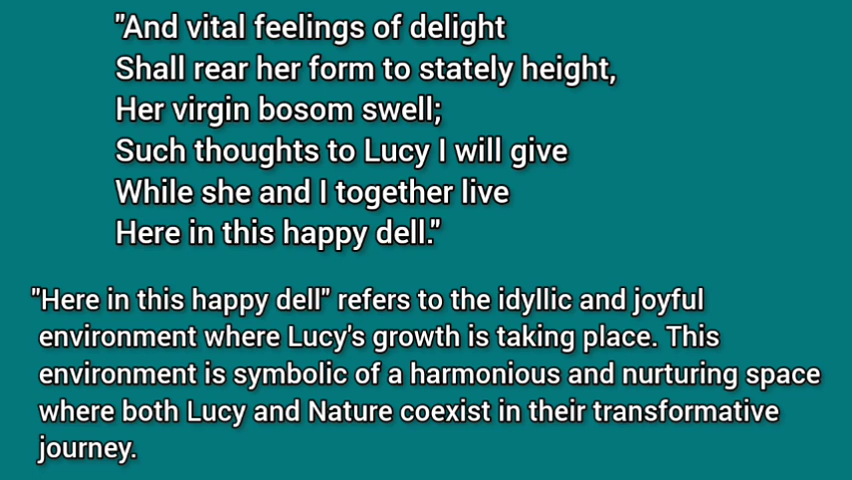 "And vital feelings of delight
Shall rear her form to stately height,
Her virgin bosom swell;
Such thoughts to Lucy I will give
While she and I together live
Here in this happy dell."
"Here in this happy dell" refers to the idyllic and joyful
environment where Lucy's growth is taking place. This
environment is symbolic of a harmonious and nurturing space
where both Lucy and Nature coexist in their transformative
journey.